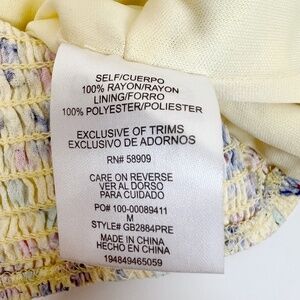 SELF/CUERPO
100% RAYON/RAYON
LINING/FORRO
100% POLYESTER/POLIESTER
EXCLUSIVE OF TRIMS
EXCLUSIVO DE ADORNOS
RN# 58909
CARE ON REVERSE
VER AL DORSO
PARA CUIDADO
PO# 100-00089411
M
STYLE# GB2884PRE
MADE IN CHINA
HECHO EN CHINA
194849465059